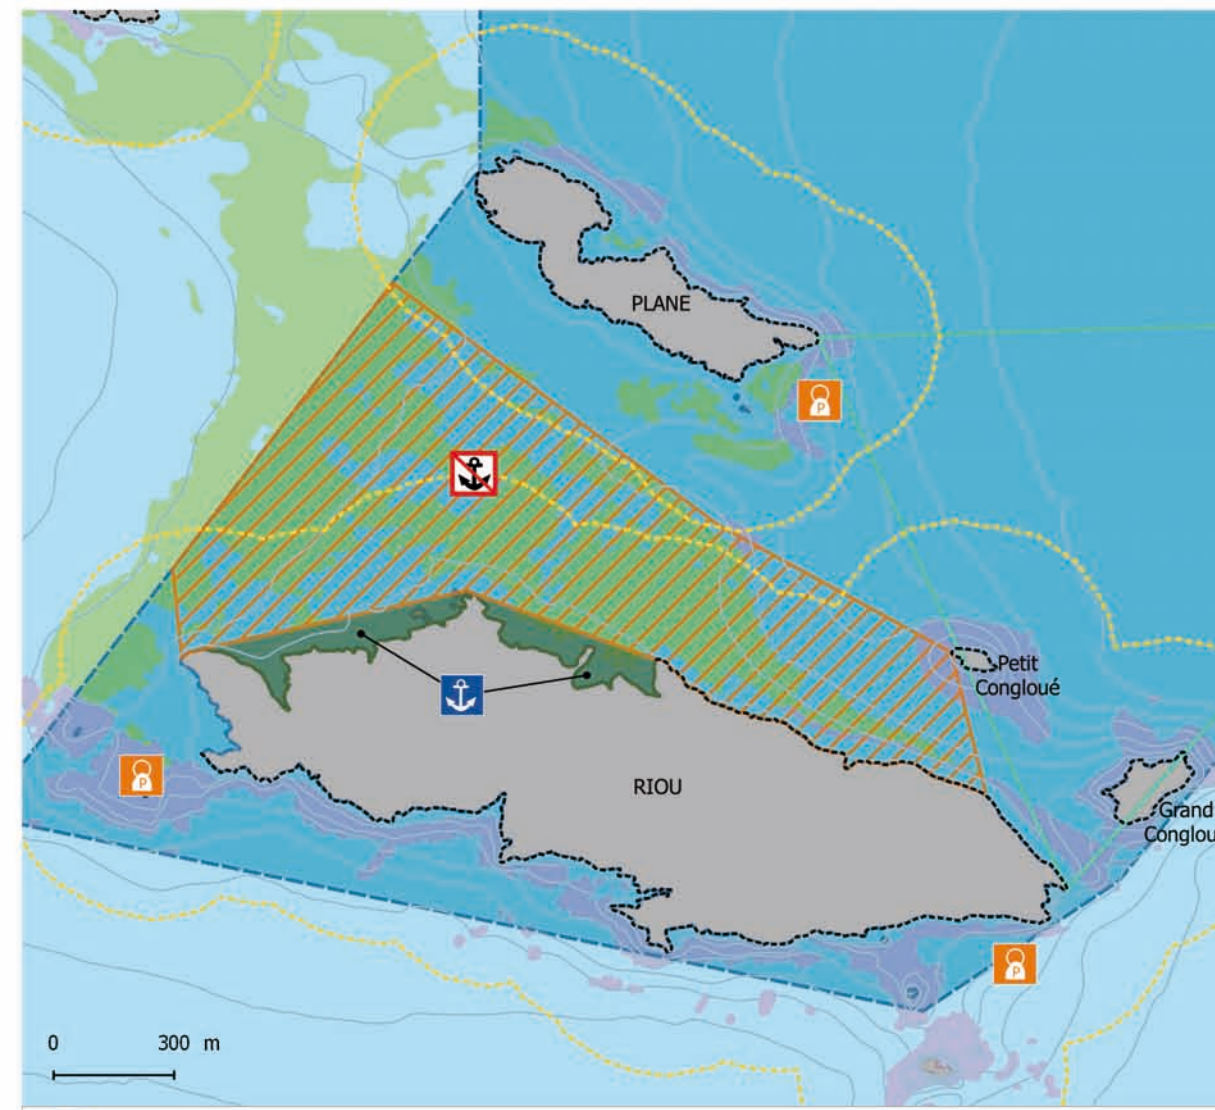 PLANE
P
Petit
Congloué
P
RIOU
Grand
Conglou
P
0 300 m